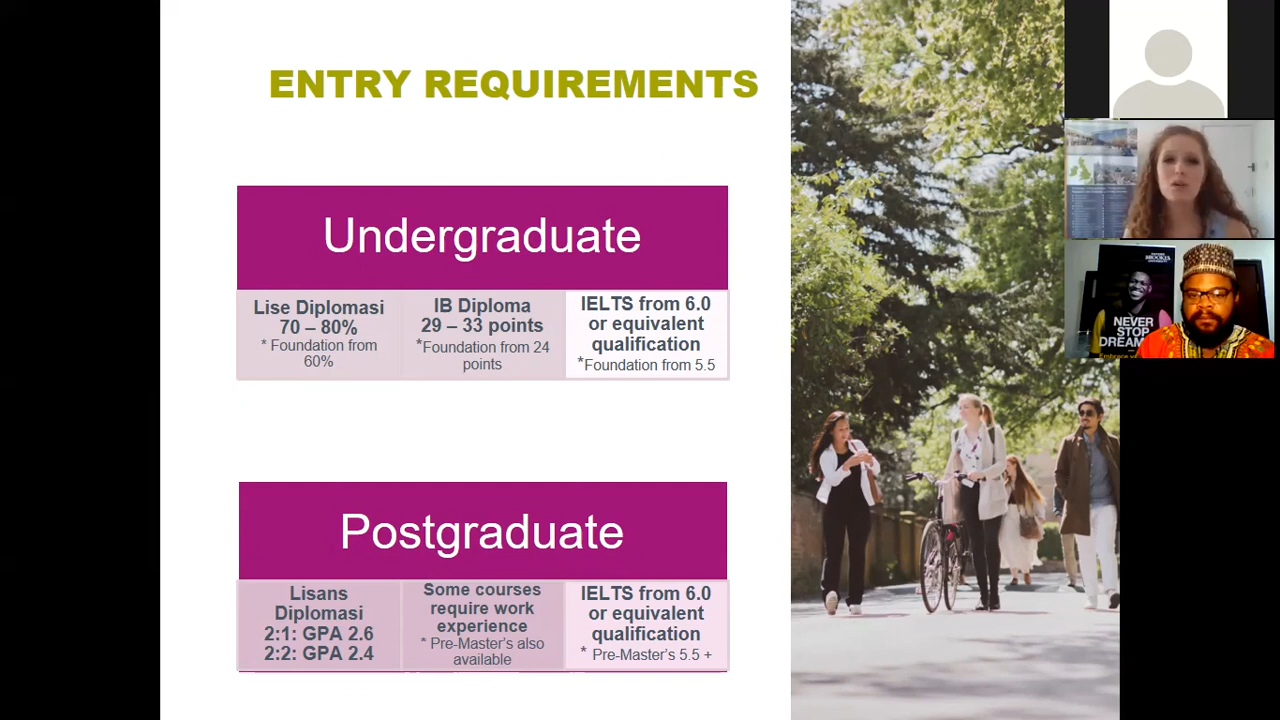 ENTRY REQUIREMENTS
Undergraduate
Lise Diplomasi
70 – 80%
* Foundation from
60%
IB Diploma
29 – 33 points
*Foundation from 24
points
IELTS from 6.0
or equivalent
qualification
*Foundation from 5.5
Postgraduate
Lisans
Diplomasi
2:1: GPA 2.6
2:2: GPA 2.4
Some courses
require work
experience
* Pre-Master's also
available
IELTS from 6.0
or equivalent
qualification
* Pre-Master's 5.5 +
BROOKES
NEVER
STOP